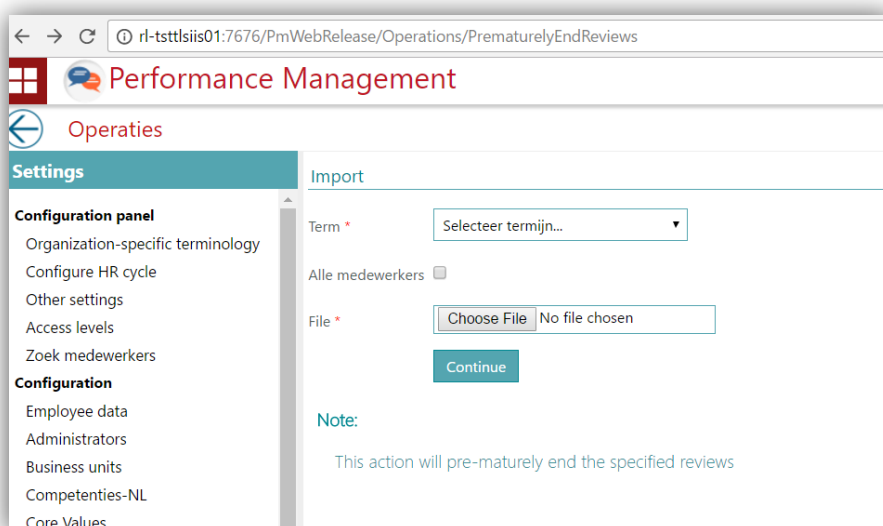 rl-tsttlsiis01:7676/PmWebRelease/Operations/PrematurelyEndReviews
Performance Management
Operaties
Settings
Configuration panel
Organization-specific terminology
Configure HR cycle
Other settings
Access levels
Zoek medewerkers
Configuration
Employee data
Administrators
Business units
Competenties-NL
Core Values
Import
Term * Selecteer termijn...
Alle medewerkers
File * Choose File No file chosen
Continue
Note:
This action will pre-maturely end the specified reviews